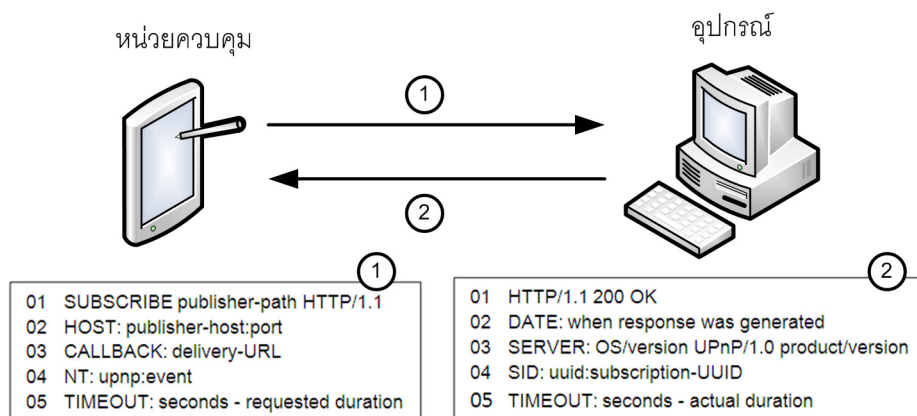 หน่วยควบคุม
อุปกรณ์
1
2
1
01 SUBSCRIBE publisher-path HTTP/1.1
02 HOST: publisher-host:port
03 CALLBACK: delivery-URL
04 NT: upnp:event
05 TIMEOUT: seconds - requested duration
2
01 HTTP/1.1 200 OK
02 DATE: when response was generated
03 SERVER: OS/version UPnP/1.0 product/version
04 SID: uuid:subscription-UUID
05 TIMEOUT: seconds - actual duration